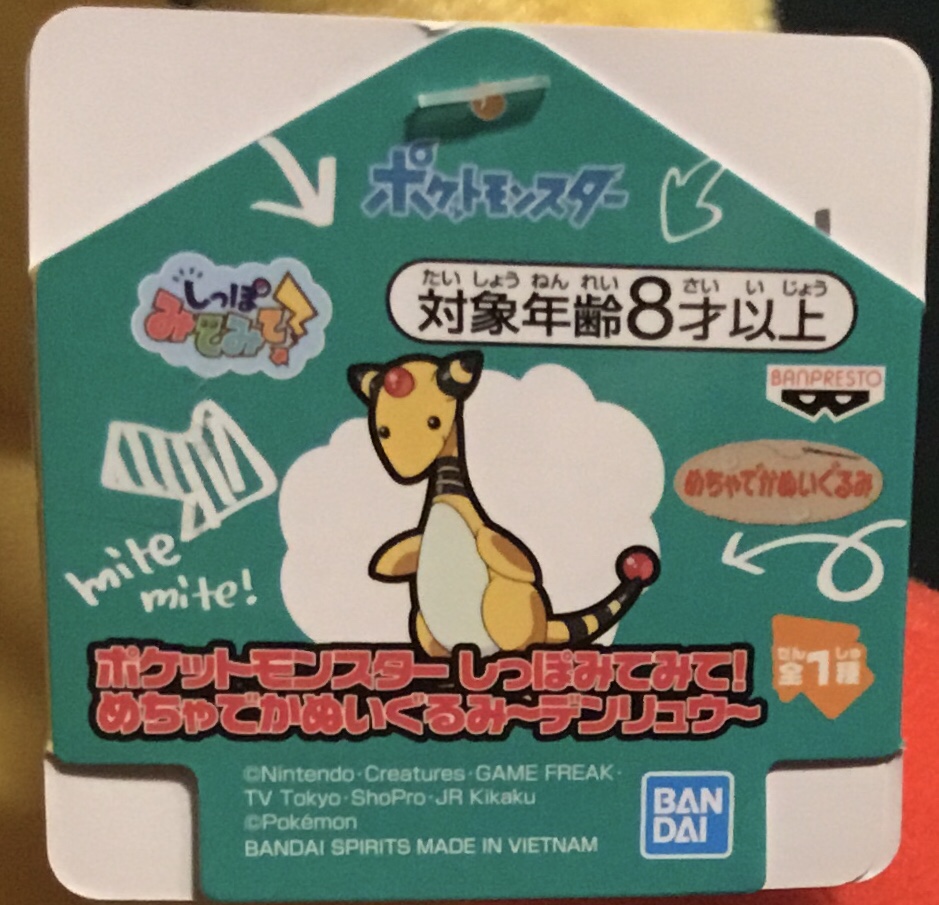 ポケットモンスター
しっぽ
みてみて!
たいしょうねんれい さい いじょう
対象年齢8才以上
BANPRESTO
めちゃでかぬいぐるみ
mite
mite!
ポケットモンスター しっぽみてみて!
めちゃでかぬいぐるみ～デンリュウ～
ぜん しゅ
全1種
©Nintendo・Creatures・GAME FREAK・
TV Tokyo・ShoPro・JR Kikaku
©Pokémon
BANDAI SPIRITS MADE IN VIETNAM
BAN
DAI